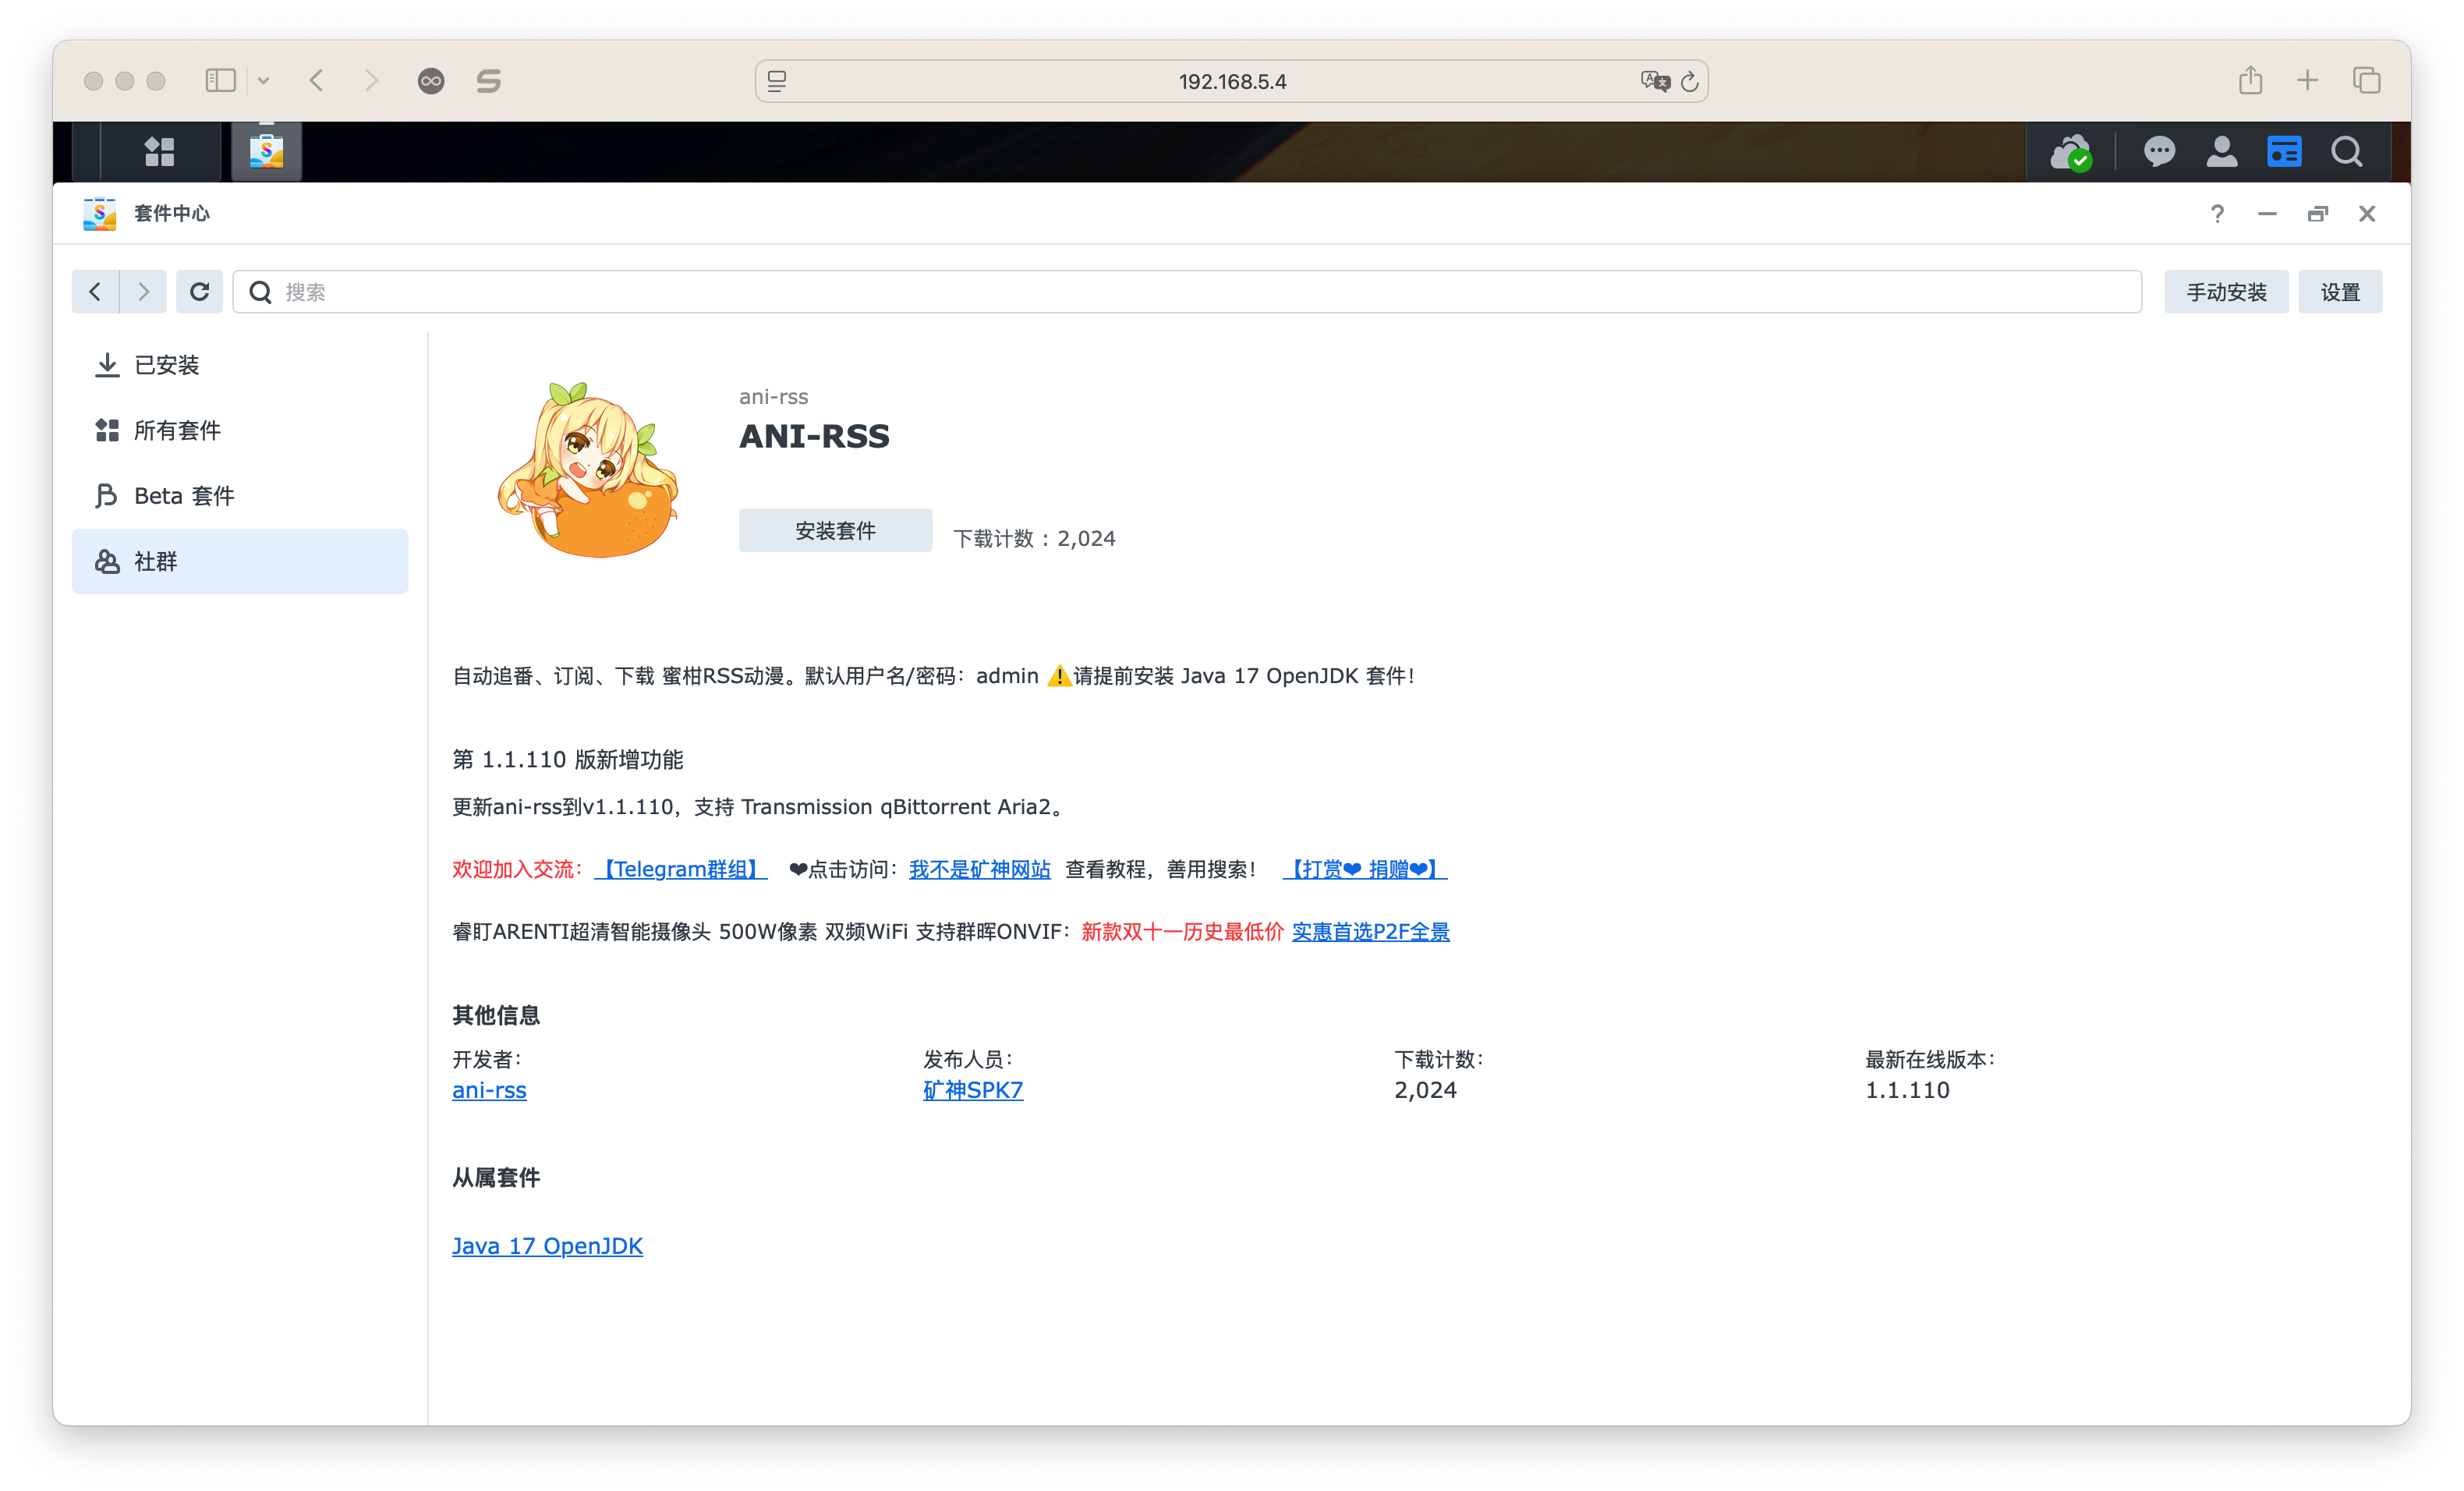 192.168.5.4
套件中心
搜索
手动安装
设置
已安装
所有套件
Beta 套件
社群
ani-rss
ANI-RSS
安装套件
下载计数：2,024
自动追番、订阅、下载 蜜柑RSS动漫。默认用户名/密码：admin ⚠️请提前安装 Java 17 OpenJDK 套件！
第 1.1.110 版新增功能
更新ani-rss到v1.1.110，支持 Transmission qBittorrent Aria2。
欢迎加入交流：【Telegram群组】 ❤点击访问：我不是矿神网站 查看教程，善用搜索！ 【打赏❤ 捐赠❤】
睿盯ARENTI超清智能摄像头 500W像素 双频WiFi 支持群晖ONVIF：新款双十一历史最低价 实惠首选P2F全景
其他信息
开发者：
ani-rss
发布人员：
矿神SPK7
下载计数：
2,024
最新在线版本：
1.1.110
从属套件
Java 17 OpenJDK